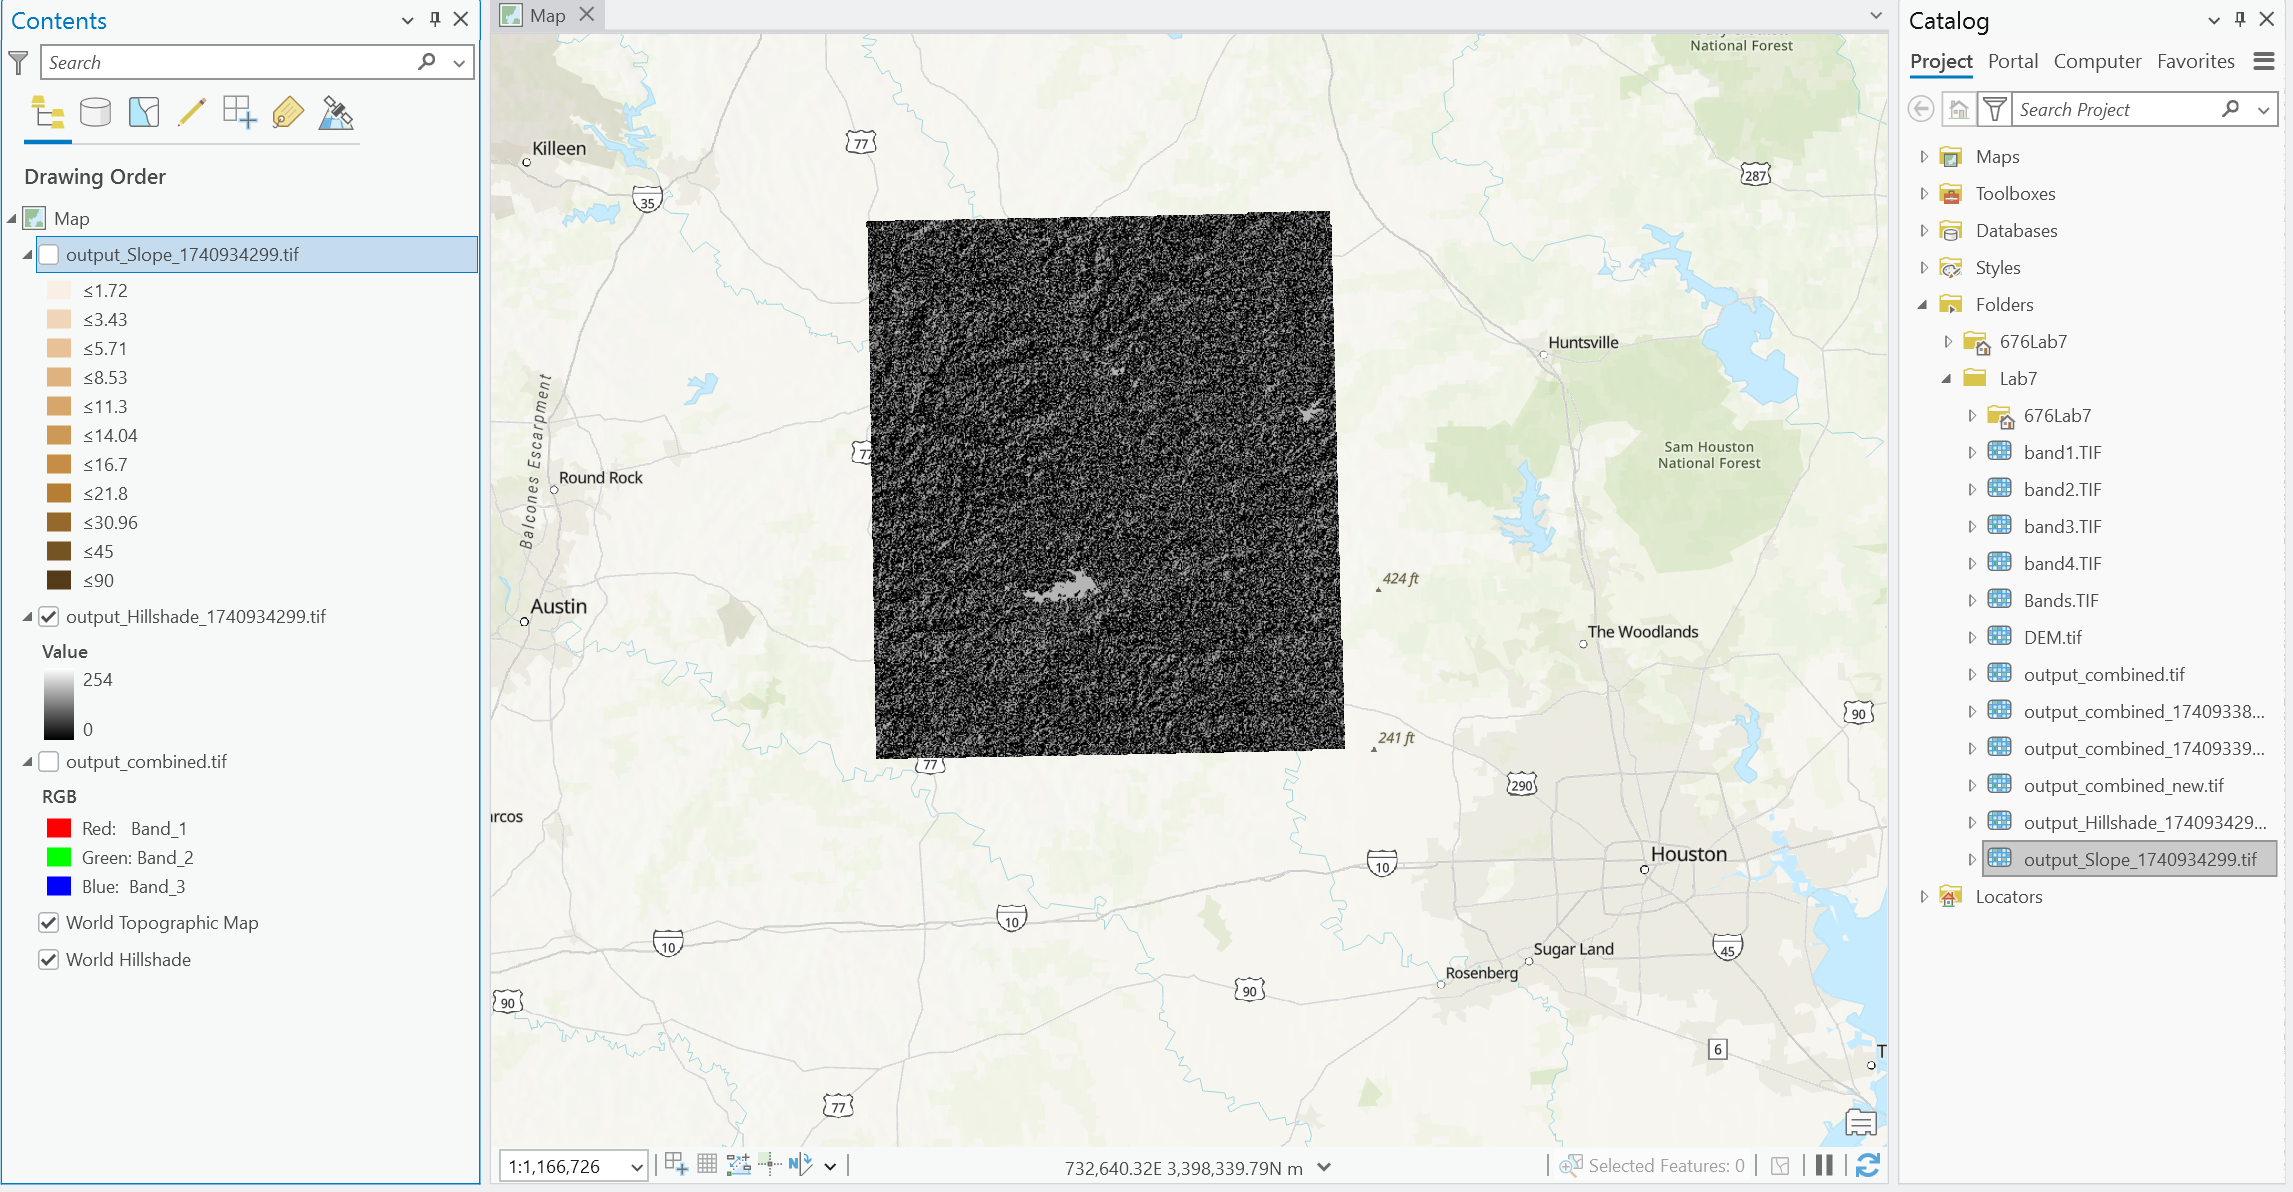 Contents
Search
Drawing Order
Map
output_Slope_1740934299.tif
≤1.72
≤3.43
≤5.71
≤8.53
≤11.3
≤14.04
≤16.7
≤21.8
≤30.96
≤45
≤90
output_Hillshade_1740934299.tif
Value
254
0
output_combined.tif
RGB
Red: Band_1
Green: Band_2
Blue: Band_3
World Topographic Map
World Hillshade
Map
National Forest
Killeen
77
287
35
Huntsville
Balcones Escarpment
77
Sam Houston
National Forest
Round Rock
424 ft
Austin
The Woodlands
241 ft
90
77
290
rcos
Houston
10
10
10
45
Sugar Land
Rosenberg
90
90
6
T
77
1:1,166,726
732,640.32E 3,398,339.79N m
Selected Features: 0
Catalog
Project Portal Computer Favorites
Search Project
Maps
Toolboxes
Databases
Styles
Folders
676Lab7
Lab7
676Lab7
band1.TIF
band2.TIF
band3.TIF
band4.TIF
Bands.TIF
DEM.tif
output_combined.tif
output_combined_17409338...
output_combined_17409339...
output_combined_new.tif
output_Hillshade_174093429...
output_Slope_1740934299.tif
Locators